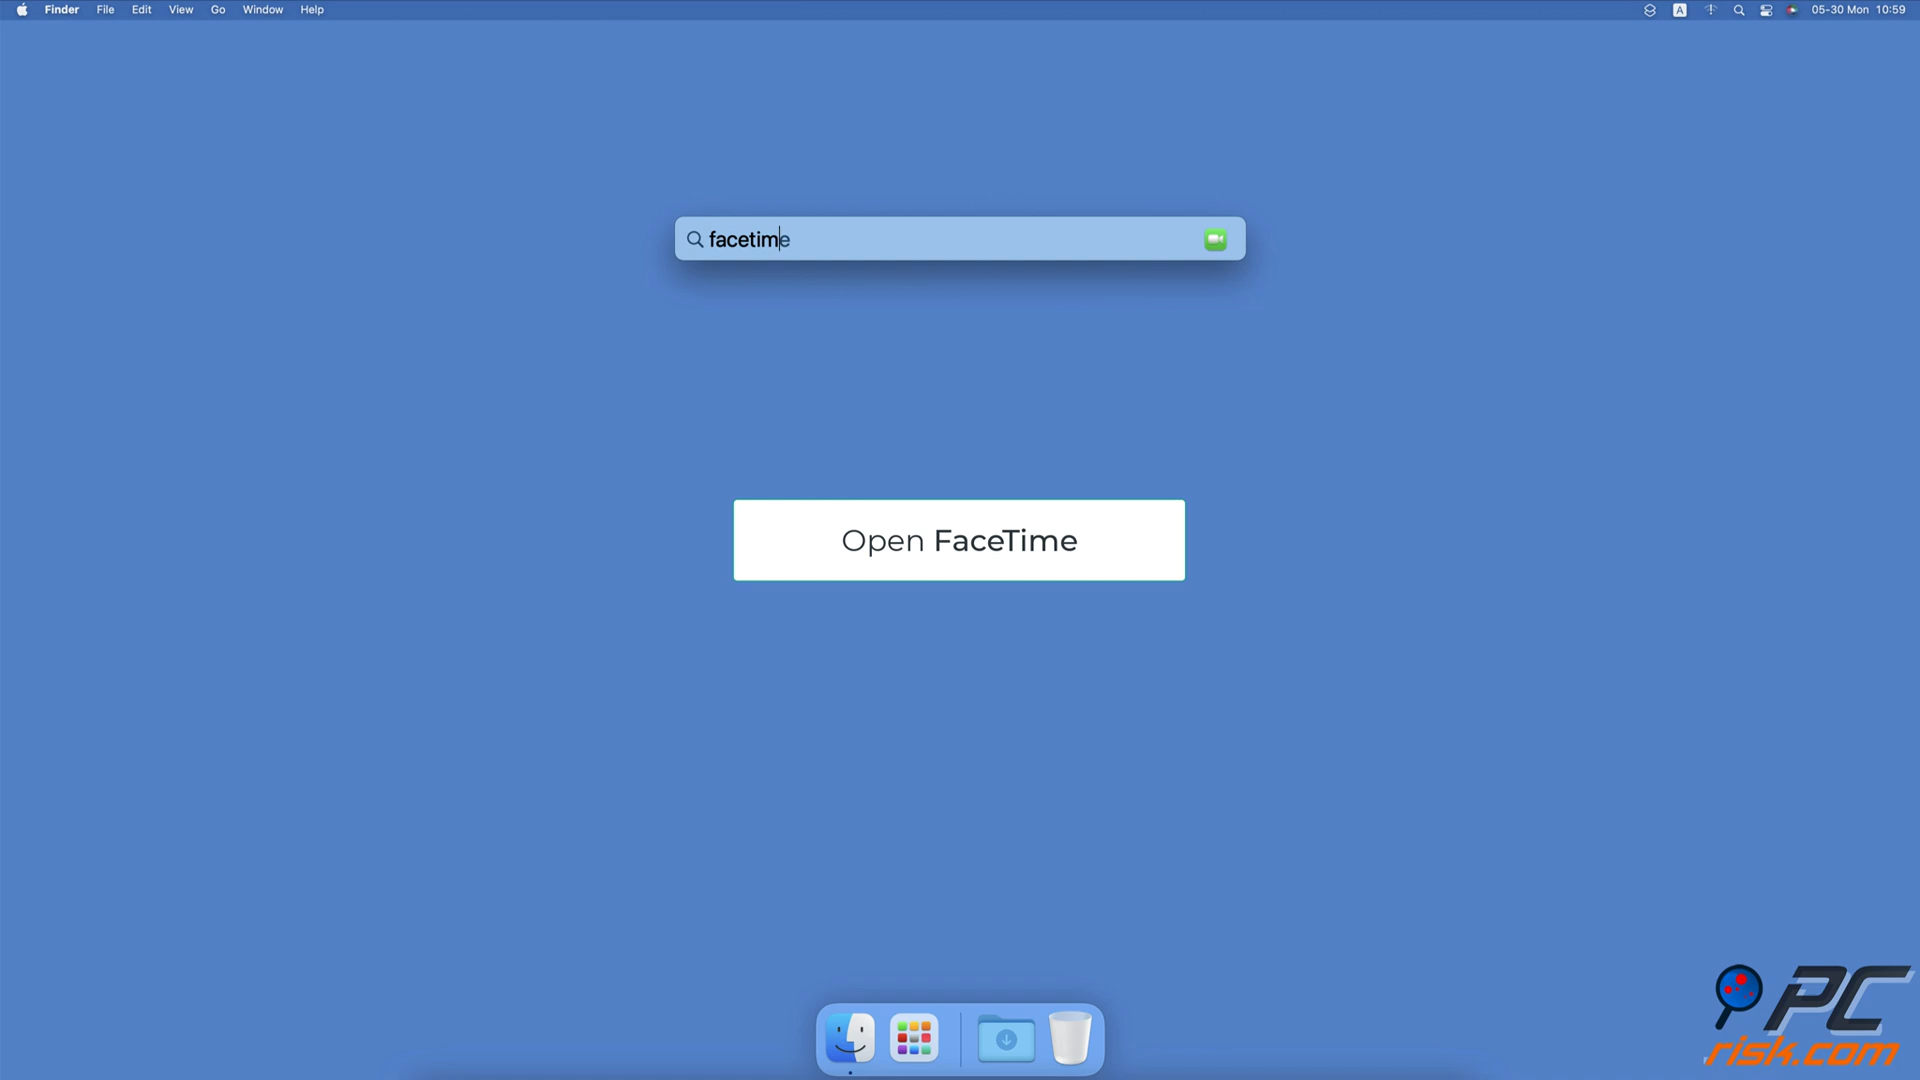 Finder File Edit View Go Window Help
A 05-30 Mon 10:59
facetime
Open FaceTime
PC
risk.com